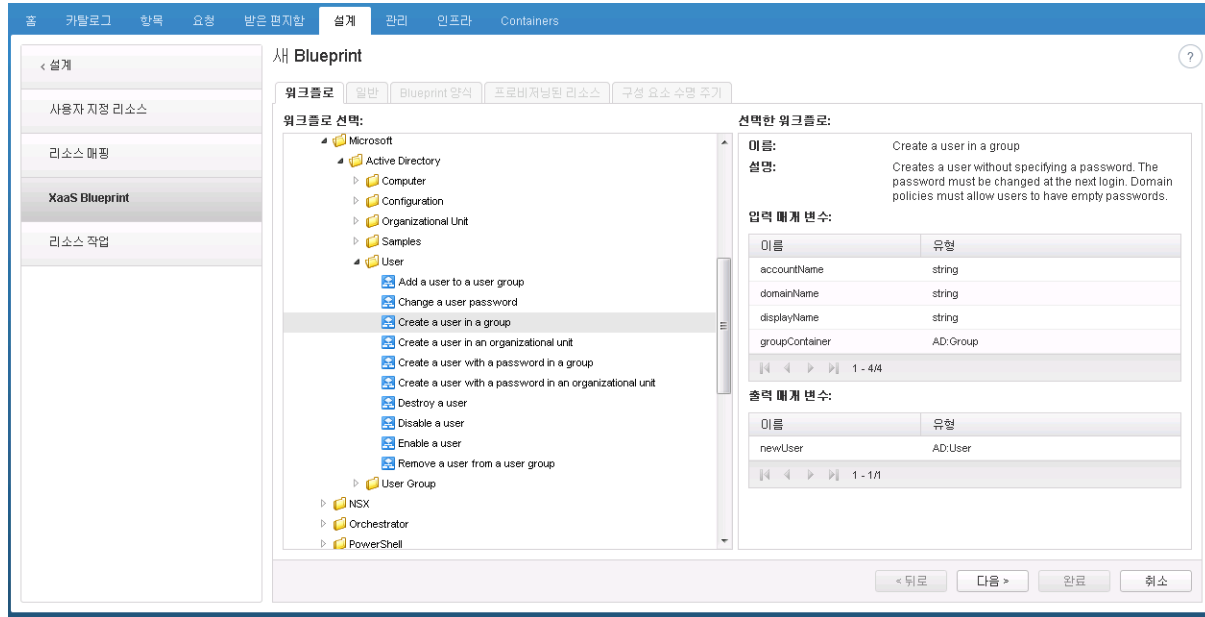 홈 카탈로그 항목 요청 받은 편지함 설계 관리 인프라 Containers
< 설계
사용자 지정 리소스
리소스 매핑
XaaS Blueprint
리소스 작업
새 Blueprint
?
워크플로 일반 Blueprint 양식 프로비저닝된 리소스 구성 요소 수명 주기
워크플로 선택:
Microsoft
Active Directory
Computer
Configuration
Organizational Unit
Samples
User
Add a user to a user group
Change a user password
Create a user in a group
Create a user in an organizational unit
Create a user with a password in a group
Create a user with a password in an organizational unit
Destroy a user
Disable a user
Enable a user
Remove a user from a user group
User Group
NSX
Orchestrator
PowerShell
선택한 워크플로:
이름: Create a user in a group
설명: Creates a user without specifying a password. The
password must be changed at the next login. Domain
policies must allow users to have empty passwords.
입력 매개 변수:
이름 유형
accountName string
domainName string
displayName string
groupContainer AD:Group
1 - 4/4
출력 매개 변수:
이름 유형
newUser AD:User
1 - 1/1
« 뒤로 다음 » 완료 취소